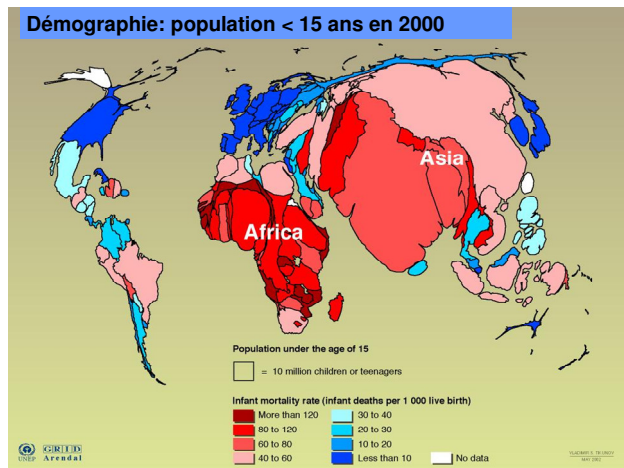 Démographie: population < 15 ans en 2000
Asia
Africa
Population under the age of 15
= 10 million children or teenagers
Infant mortality rate (infant deaths per 1 000 live birth)
More than 120
80 to 120
60 to 80
40 to 60
30 to 40
20 to 30
10 to 20
Less than 10
No data
UNEP
GRID
Arendal
MAY 2002